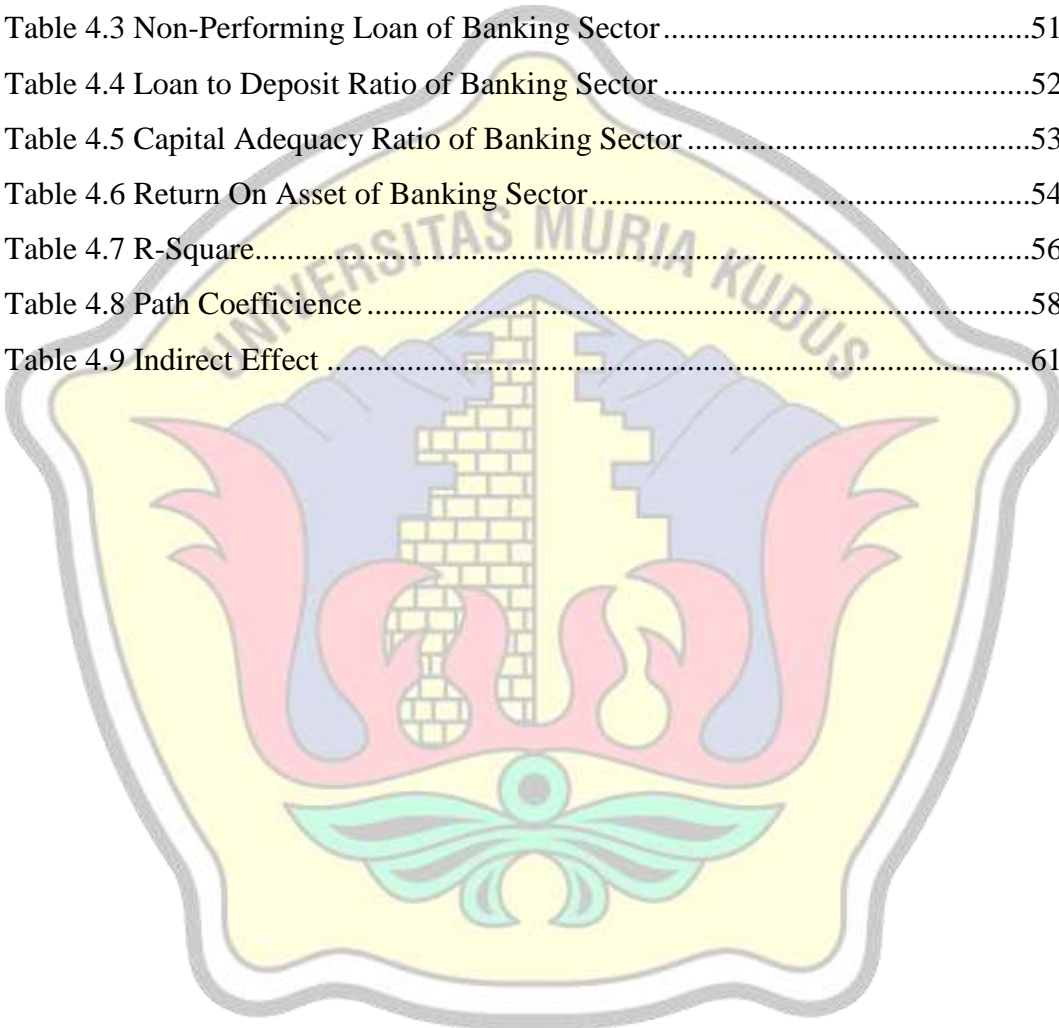 Table 4.3 Non-Performing Loan of Banking Sector............................................51
Table 4.4 Loan to Deposit Ratio of Banking Sector............................................52
Table 4.5 Capital Adequacy Ratio of Banking Sector.........................................53
Table 4.6 Return On Asset of Banking Sector.....................................................54
Table 4.7 R-Square...............................................................................................56
Table 4.8 Path Coefficience.................................................................................58
Table 4.9 Indirect Effect......................................................................................61
UNIVERSITAS MURIA KUDUS